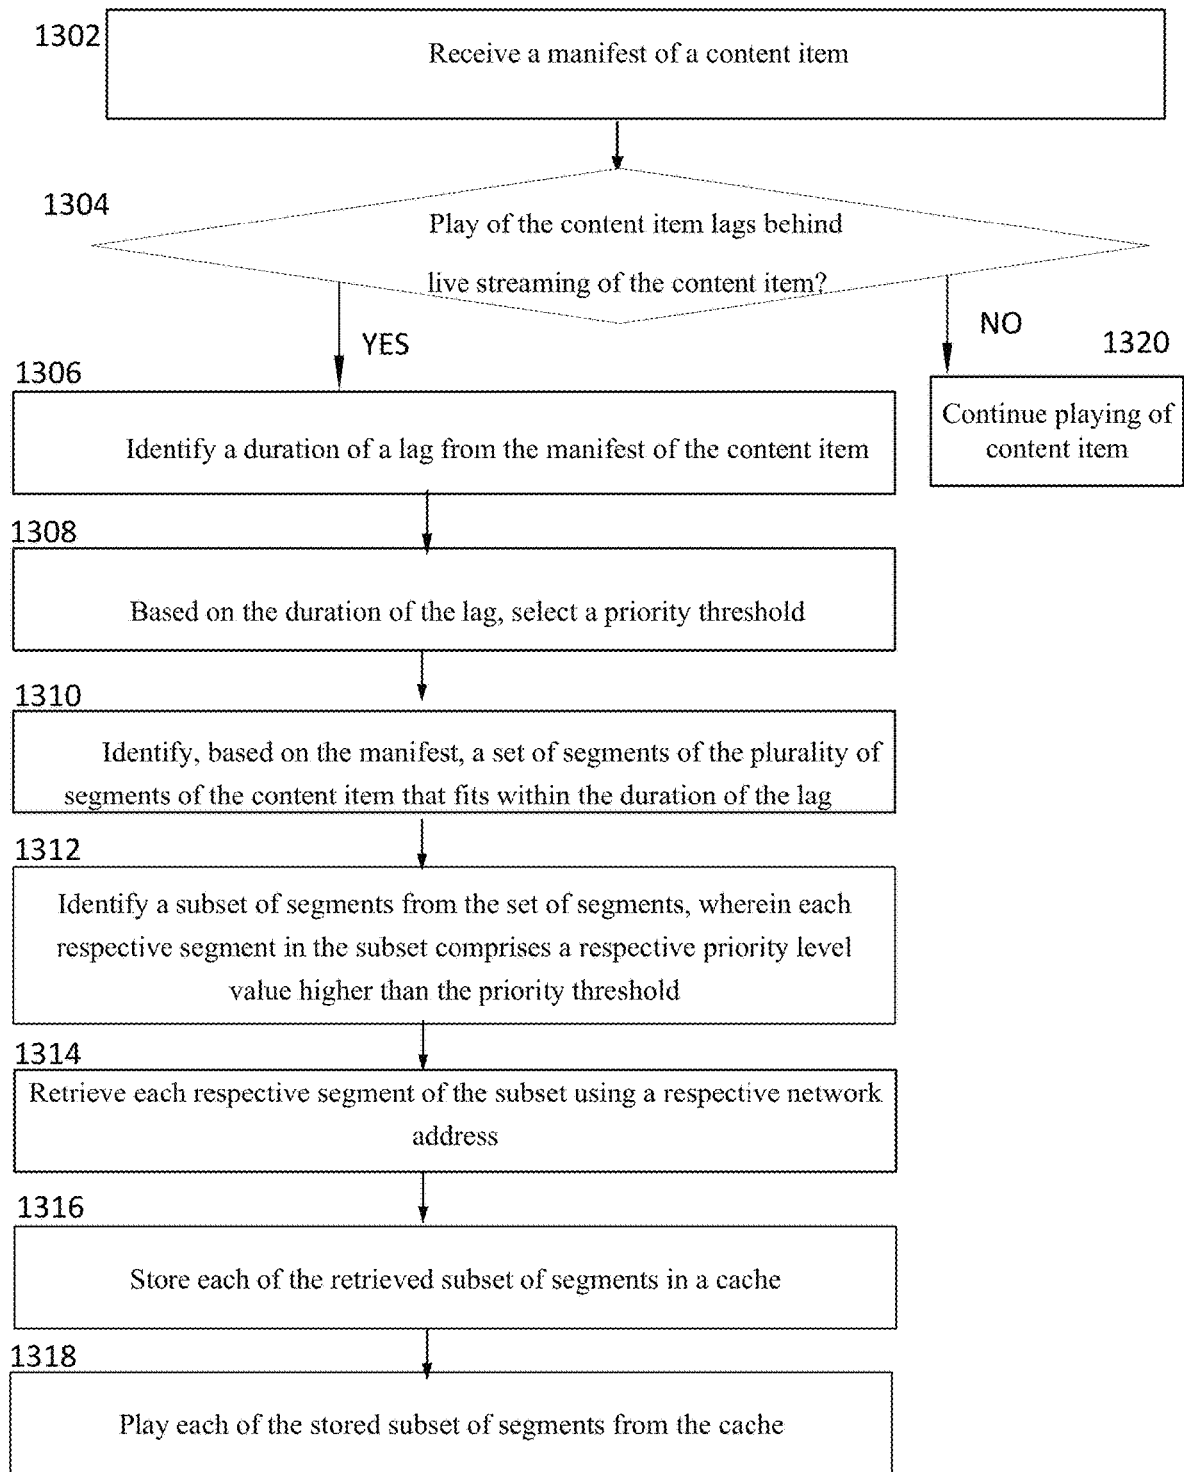 1302
Receive a manifest of a content item
1304
Play of the content item lags behind
live streaming of the content item?
YES
NO
1320
Continue playing of
content item
1306
Identify a duration of a lag from the manifest of the content item
1308
Based on the duration of the lag, select a priority threshold
1310
Identify, based on the manifest, a set of segments of the plurality of
segments of the content item that fits within the duration of the lag
1312
Identify a subset of segments from the set of segments, wherein each
respective segment in the subset comprises a respective priority level
value higher than the priority threshold
1314
Retrieve each respective segment of the subset using a respective network
address
1316
Store each of the retrieved subset of segments in a cache
1318
Play each of the stored subset of segments from the cache